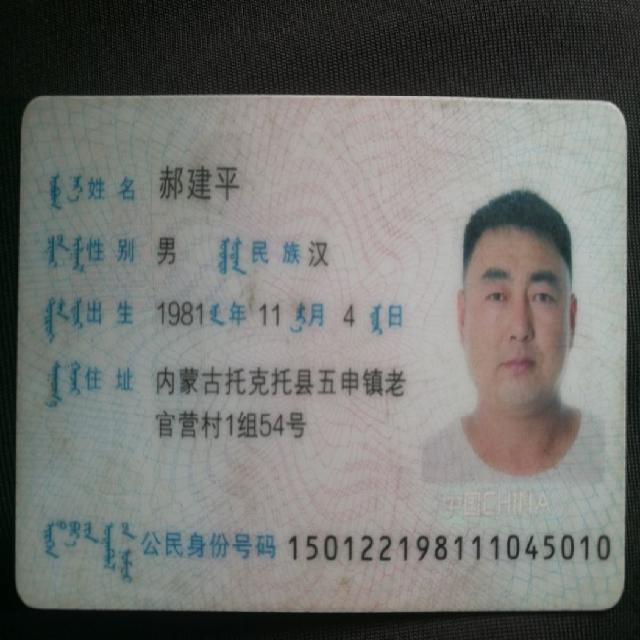 姓名 郝建平
性别 男 民族 汉
出生 1981 年 11 月 4 日
住址 内蒙古托克托县五申镇老
官营村1组54号
中国CHINA
公民身份号码 150122198111045010